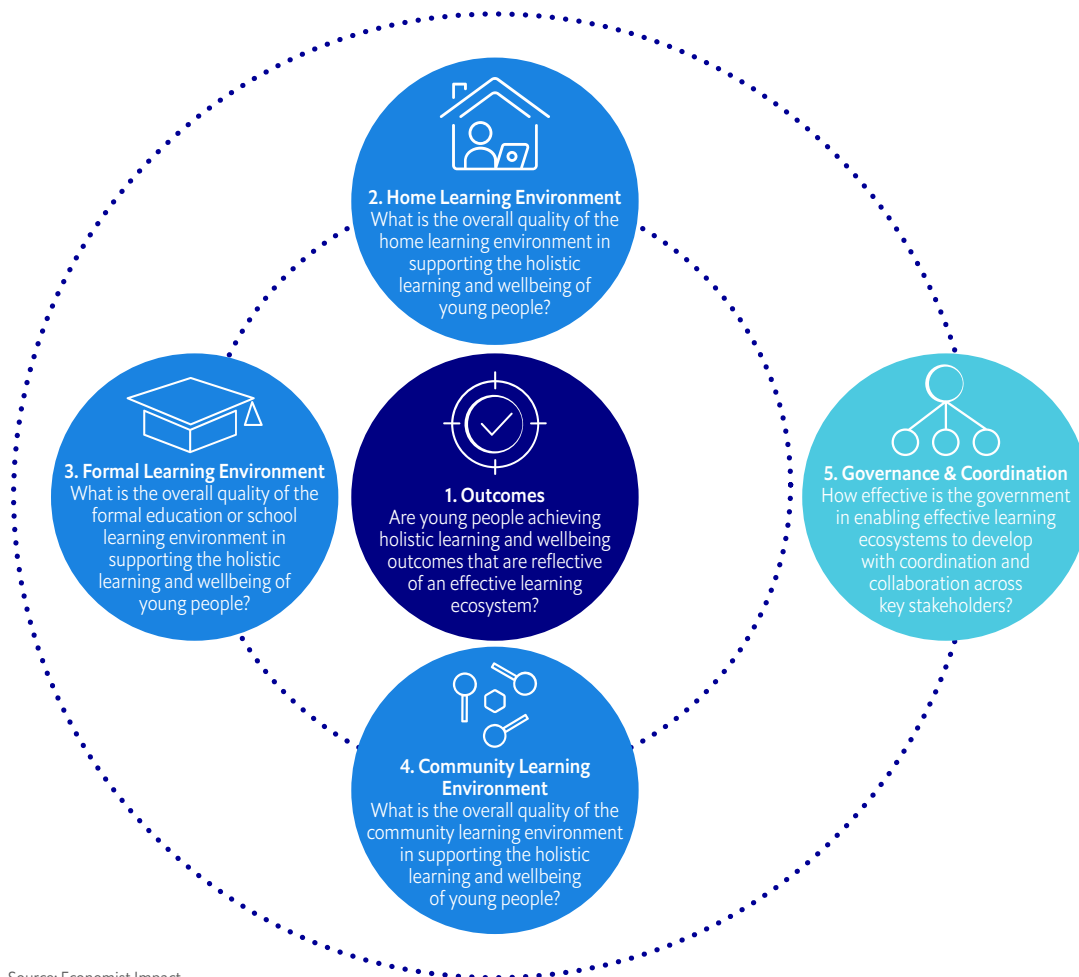 2. Home Learning Environment
What is the overall quality of the
home learning environment in
supporting the holistic
learning and wellbeing of
young people?
3. Formal Learning Environment
What is the overall quality of the
formal education or school
learning environment in
supporting the holistic
learning and wellbeing of
young people?
1. Outcomes
Are young people achieving
holistic learning and wellbeing
outcomes that are reflective
of an effective learning
ecosystem?
5. Governance & Coordination
How effective is the government
in enabling effective learning
ecosystems to develop
with coordination and
collaboration across
key stakeholders?
4. Community Learning
Environment
What is the overall quality of the
community learning environment
in supporting the holistic
learning and wellbeing
of young people?
Source: Economist Impact